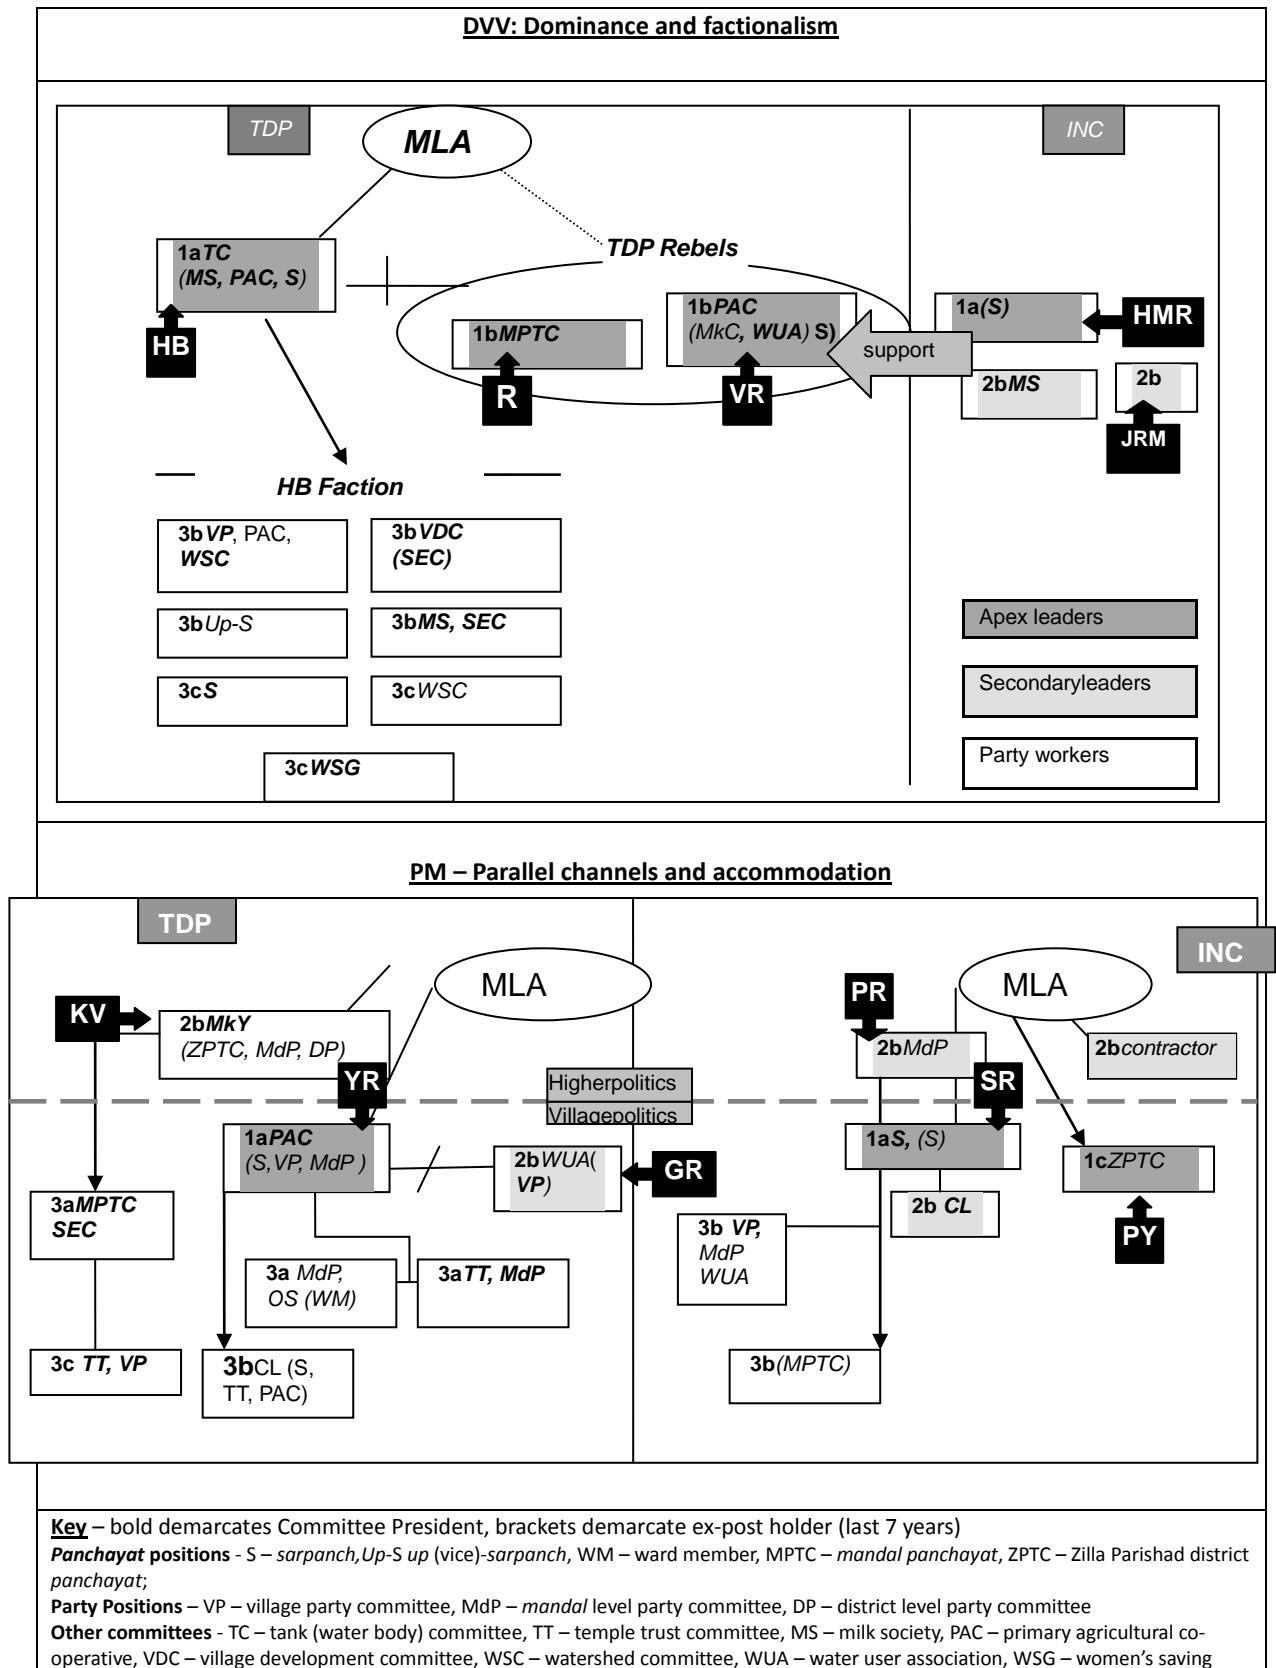 DVV: Dominance and factionalism
TDP
MLA
INC
TDP Rebels
1aTC
(MS, PAC, S)
HB
1bMPTC
R
1bPAC
(MkC, WUA) S)
VR
support
1a(S)
HMR
2bMS
2b
JRM
HB Faction
3bVP, PAC,
WSC
3bVDC
(SEC)
3bUp-S
3bMS, SEC
3cS
3cWSC
3cWSG
Apex leaders
Secondaryleaders
Party workers
PM – Parallel channels and accommodation
TDP
INC
MLA
MLA
KV
2bMkY
(ZPTC, MdP, DP)
YR
PR
2bMdP
SR
2bcontractor
Higherpolitics
Villagepolitics
1aPAC
(S,VP, MdP )
2bWUA(
VP)
GR
1aS, (S)
1cZPTC
PY
2b CL
3aMPTC
SEC
3b VP,
MdP
WUA
3a MdP,
OS (WM)
3aTT, MdP
3c TT, VP
3bCL (S,
TT, PAC)
3b(MPTC)
Key – bold demarcates Committee President, brackets demarcate ex-post holder (last 7 years)
Panchayat positions - S – sarpanch,Up-S up (vice)-sarpanch, WM – ward member, MPTC – mandal panchayat, ZPTC – Zilla Parishad district
panchayat;
Party Positions – VP – village party committee, MdP – mandal level party committee, DP – district level party committee
Other committees - TC – tank (water body) committee, TT – temple trust committee, MS – milk society, PAC – primary agricultural co-
operative, VDC – village development committee, WSC – watershed committee, WUA – water user association, WSG – women's saving